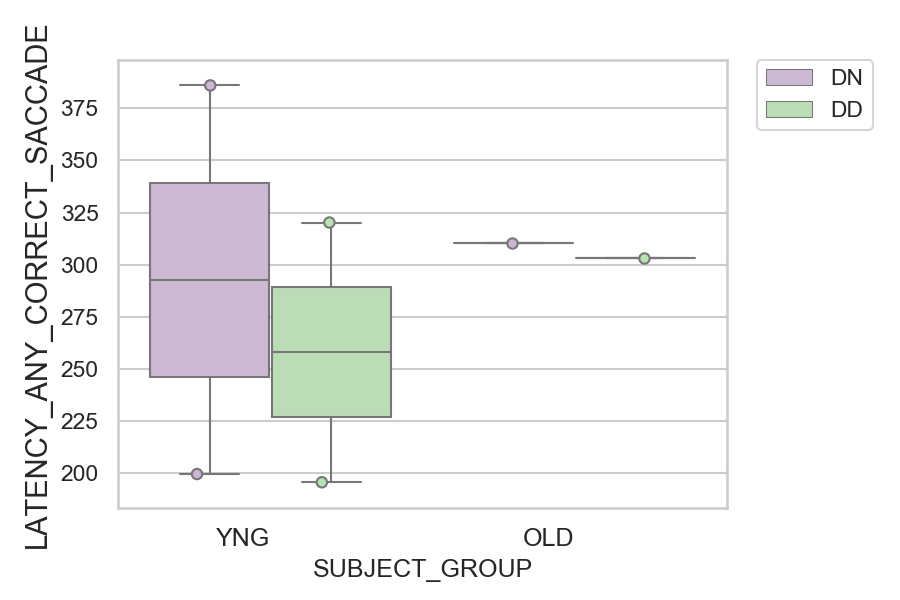 LATENCY_ANY_CORRECT_SACCADE
375
350
325
300
275
250
225
200
YNG
OLD
SUBJECT_GROUP
DN
DD